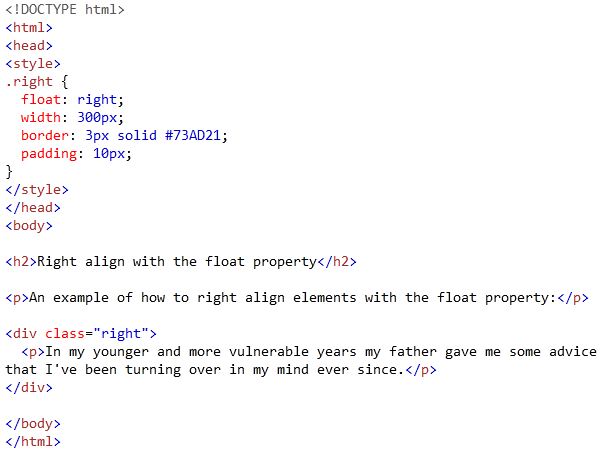 <!DOCTYPE html>
<html>
<head>
<style>
.right {
  float: right;
  width: 300px;
  border: 3px solid #73AD21;
  padding: 10px;
}
</style>
</head>
<body>

<h2>Right align with the float property</h2>

<p>An example of how to right align elements with the float property:</p>

<div class="right">
  <p>In my younger and more vulnerable years my father gave me some advice
that I've been turning over in my mind ever since.</p>
</div>

</body>
</html>